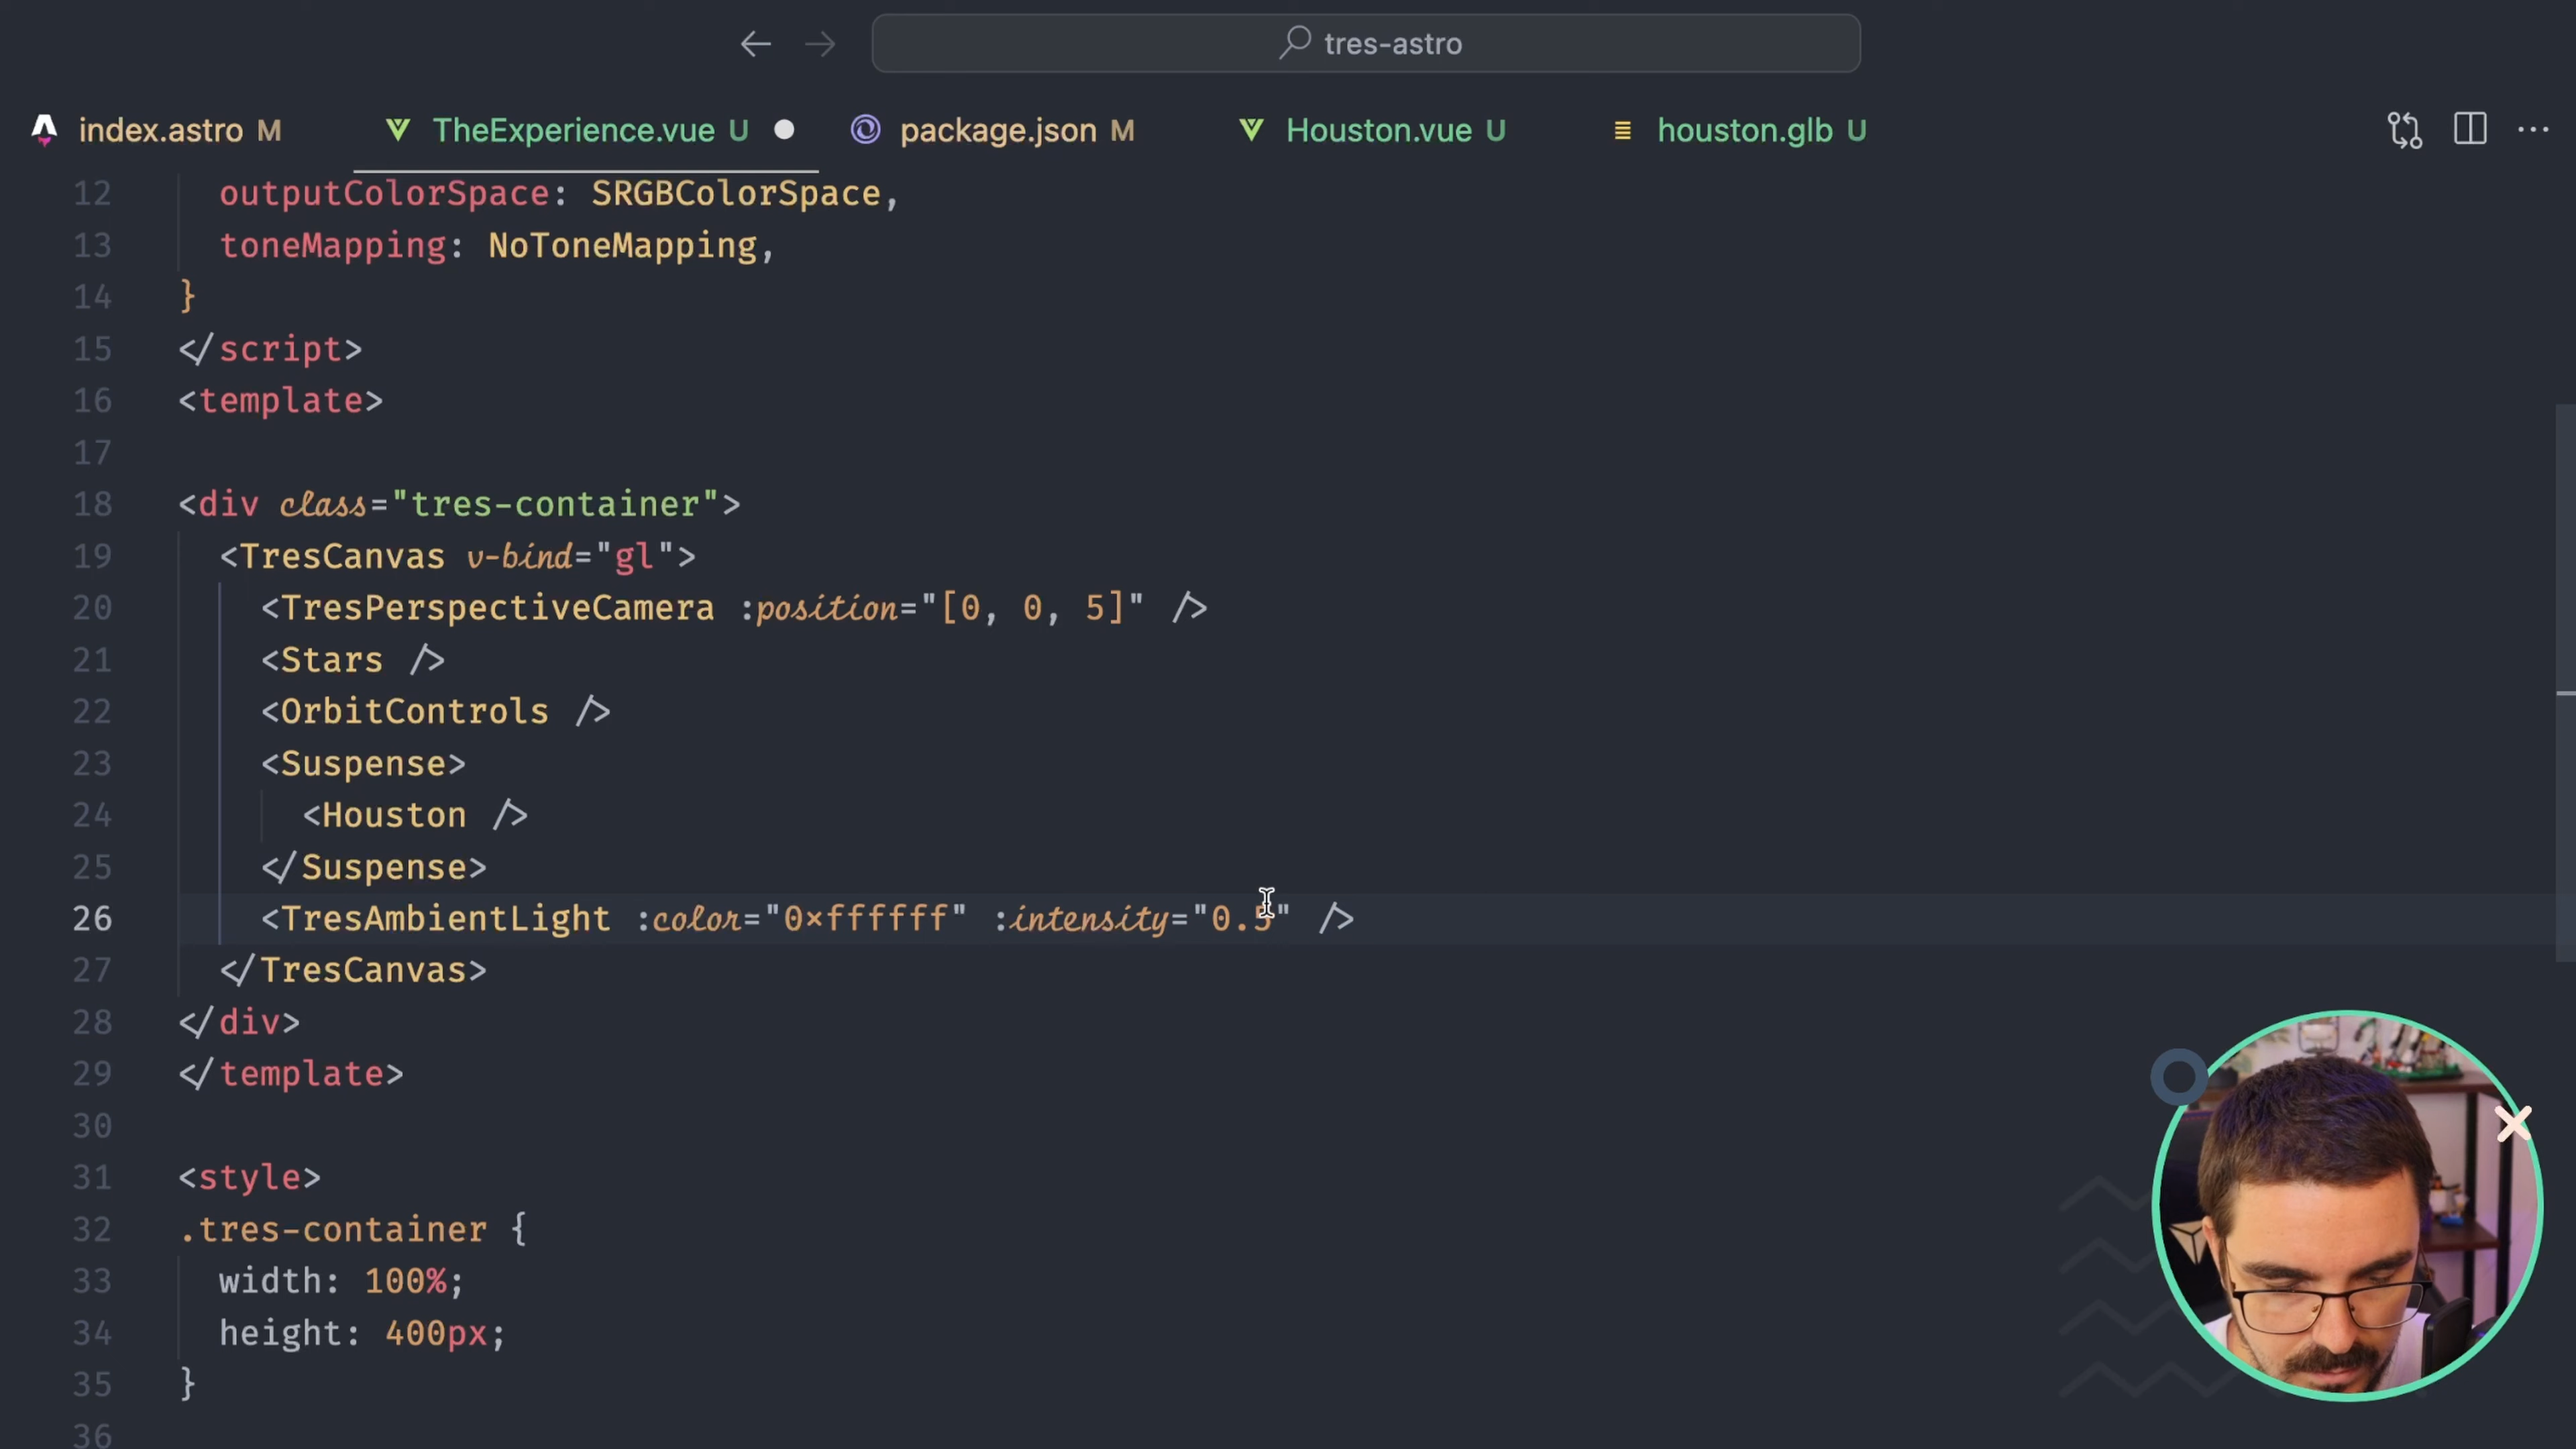 tres-astro
index.astro M TheExperience.vue U package.json M Houston.vue U houston.glb U
12 outputColorSpace: SRGBColorSpace,
13 toneMapping: NoToneMapping,
14 }
15 </script>
16 <template>
17
18 <div class="tres-container">
19 <TresCanvas v-bind="gl">
20 <TresPerspectiveCamera :position="[0, 0, 5]" />
21 <Stars />
22 <OrbitControls />
23 <Suspense>
24 <Houston />
25 </Suspense>
26 <TresAmbientLight :color="0xffffff" :intensity="0.5" />
27 </TresCanvas>
28 </div>
29 </template>
30
31 <style>
32 .tres-container {
33 width: 100%;
34 height: 400px;
35 }
36